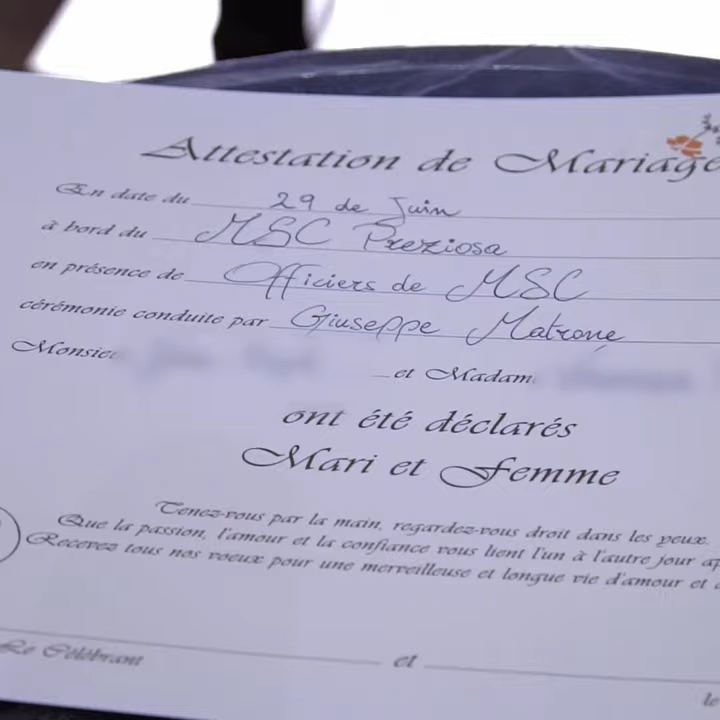 Attestation de Mariage
En date du 29 de Juin
à bord du MSC Preziosa
en présence de Officiers de MSC
cérémonie conduite par Giuseppe Matrone
et Madam
ont été déclarés
Mari et Femme
Tenez-vous par la main, regardez-vous droit dans les yeux.
Que la passion, l'amour et la confiance vous lient l'un à l'autre jour ap
Recevez tous nos voeux pour une merveilleuse et longue vie d'amour et
Le Célébrant et
le